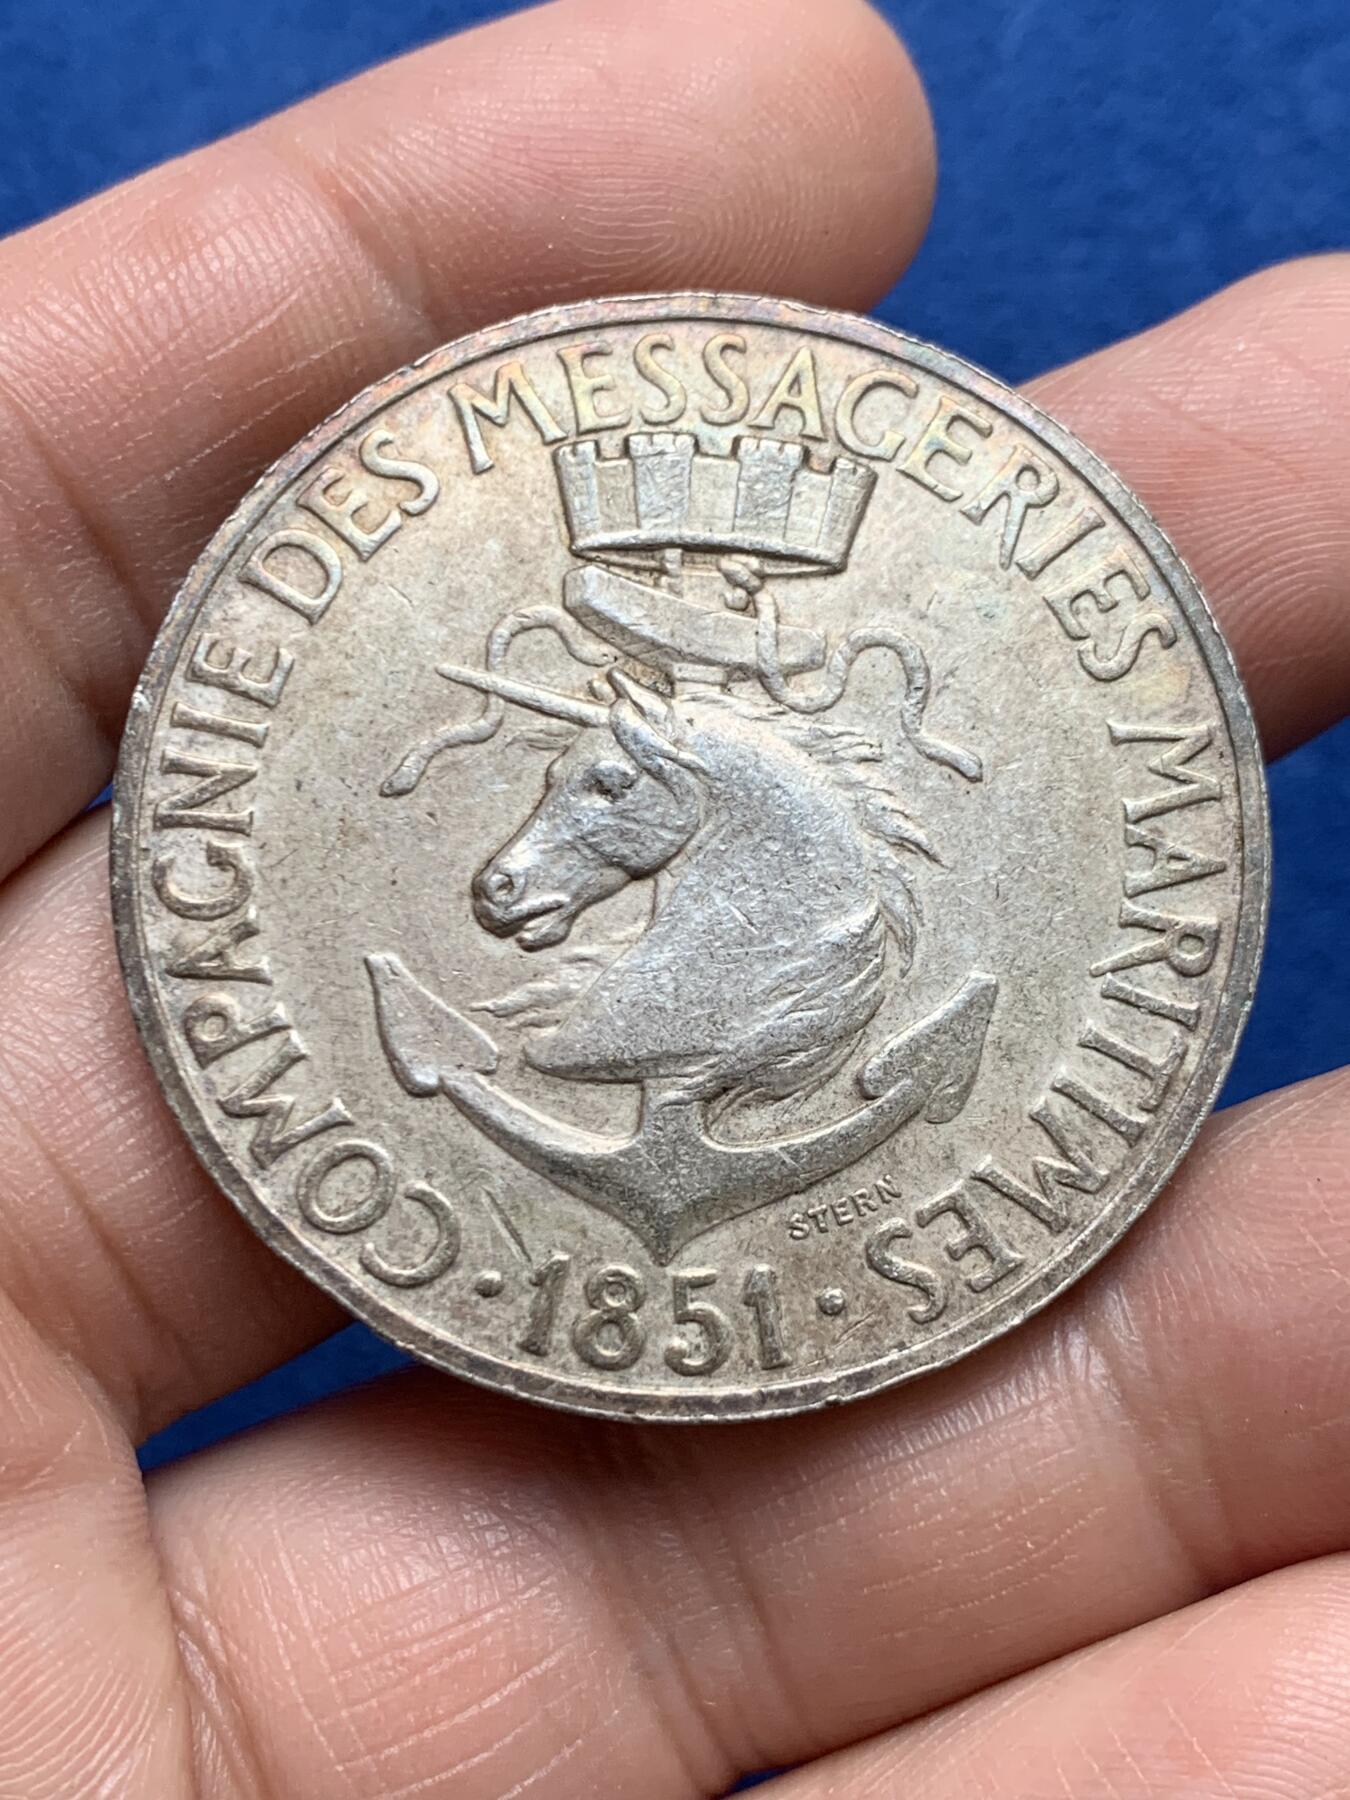 COMPAGNIE DES MESSAGERIES MARITIMES
STERN
· 1851 ·